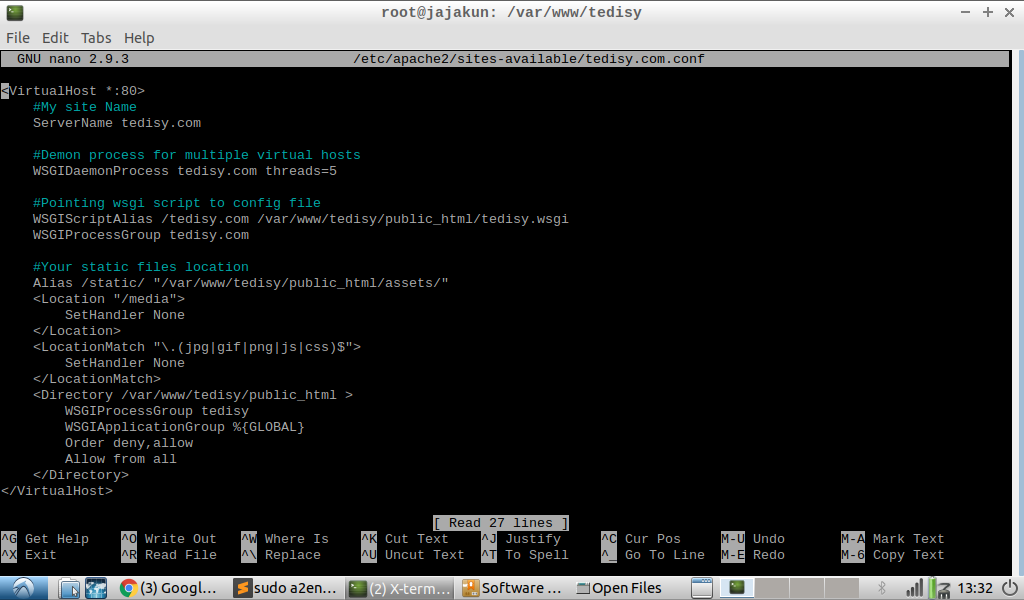 root@jajakun: /var/www/tedisy
File Edit Tabs Help
GNU nano 2.9.3 /etc/apache2/sites-available/tedisy.com.conf
<VirtualHost *:80>
#My site Name
ServerName tedisy.com
#Demon process for multiple virtual hosts
WSGIDaemonProcess tedisy.com threads=5
#Pointing wsgi script to config file
WSGIScriptAlias /tedisy.com /var/www/tedisy/public_html/tedisy.wsgi
WSGIProcessGroup tedisy.com
#Your static files location
Alias /static/ "/var/www/tedisy/public_html/assets/"
<Location "/media">
SetHandler None
</Location>
<LocationMatch "\.(jpg|gif|png|js|css)$">
SetHandler None
</LocationMatch>
<Directory /var/www/tedisy/public_html >
WSGIProcessGroup tedisy
WSGIApplicationGroup %{GLOBAL}
Order deny,allow
Allow from all
</Directory>
</VirtualHost>
[ Read 27 lines ]
^G Get Help ^O Write Out ^W Where Is ^K Cut Text ^J Justify ^C Cur Pos M-U Undo M-A Mark Text
^X Exit ^R Read File ^\ Replace ^U Uncut Text ^T To Spell ^_ Go To Line M-E Redo M-6 Copy Text
(3) Googl... sudo a2en... (2) X-term... Software ... Open Files 13:32